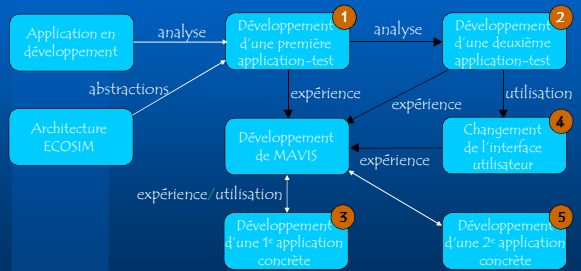 Application en
développement
analyse
1
Développement
d'une première
application-test
analyse
2
Développement
d'une deuxième
application-test
abstractions
expérience
expérience
utilisation
Architecture
ECOSIM
Développement
de MAVIS
expérience
4
Changement
de l'interface
utilisateur
expérience/utilisation
3
Développement
d'une 1e application
concrète
5
Développement
d'une 2e application
concrète